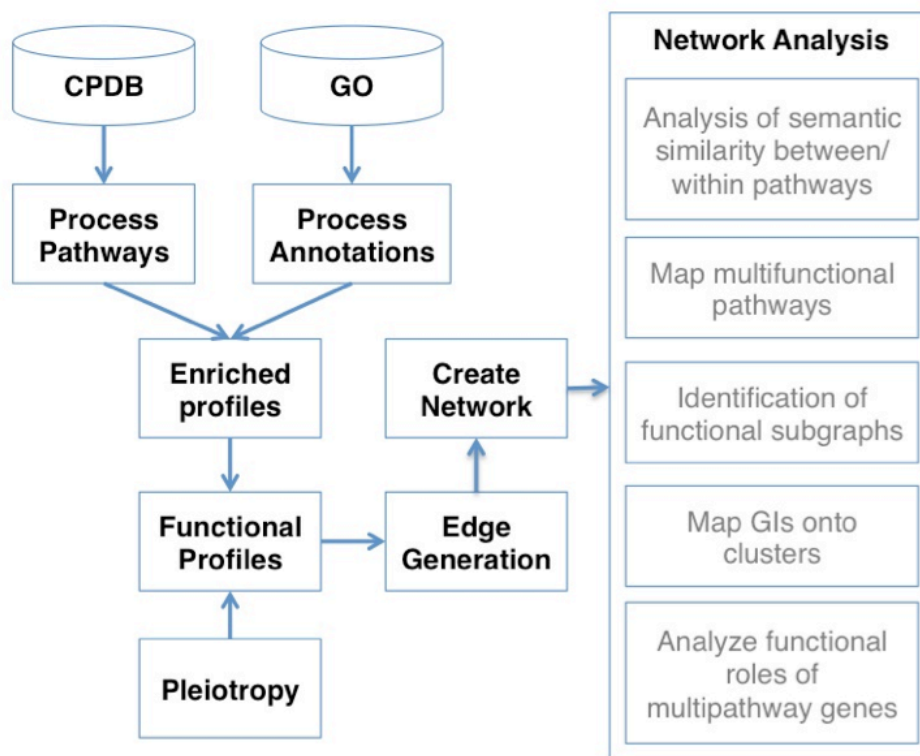 CPDB
GO
Process
Pathways
Process
Annotations
Enriched
profiles
Functional
Profiles
Pleiotropy
Edge
Generation
Create
Network
Network Analysis
Analysis of semantic
similarity between/
within pathways
Map multifunctional
pathways
Identification of
functional subgraphs
Map GIs onto
clusters
Analyze functional
roles of
multipathway genes